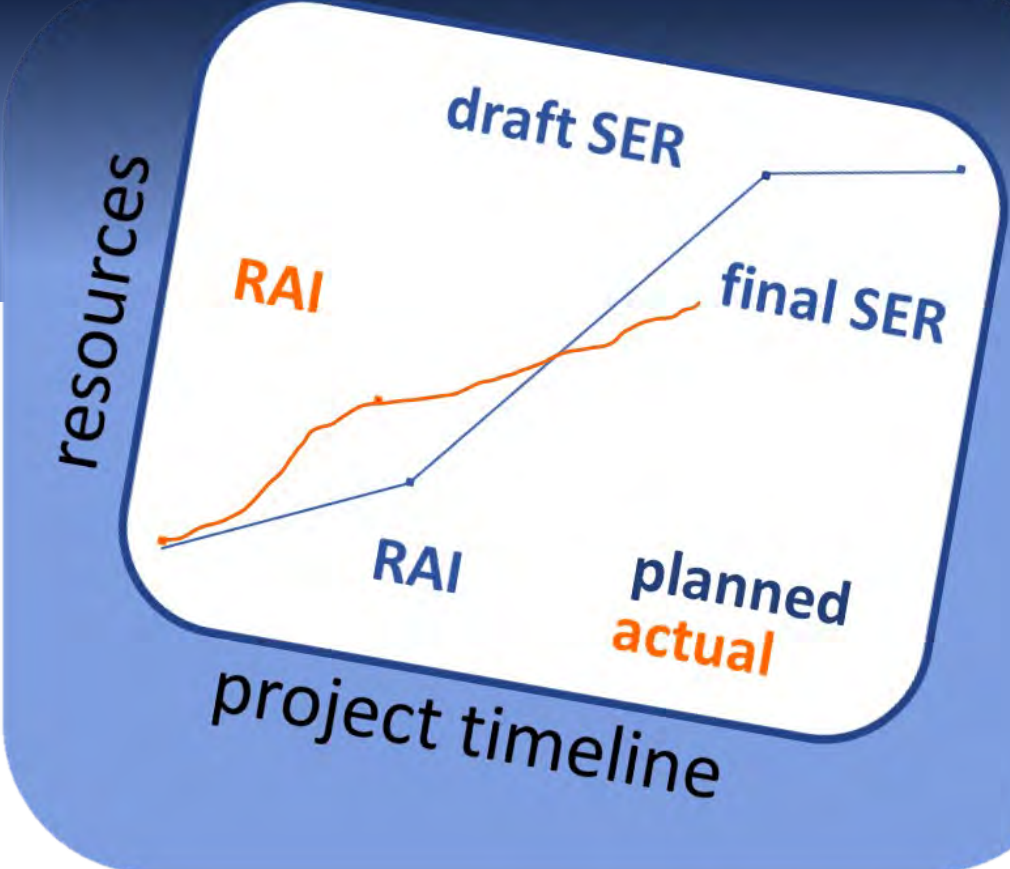 draft SER
resources
RAI
final SER
RAI
planned
actual
project timeline